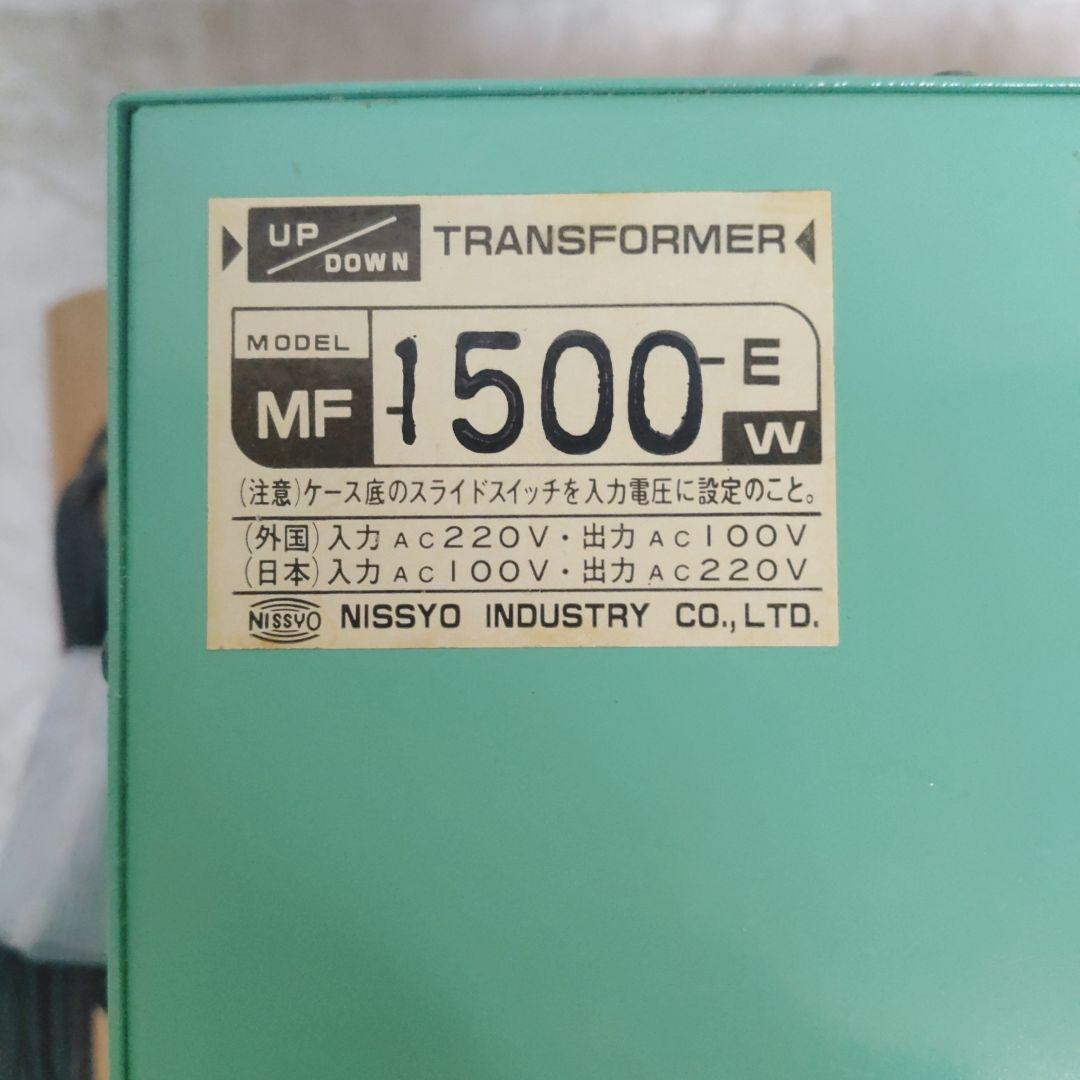 UP/DOWN TRANSFORMER
MODEL
MF-1500-E
W
(注意)ケース底のスライドスイッチを入力電圧に設定のこと。
(外国)入力 AC220V・出力 AC100V
(日本)入力 AC100V・出力 AC220V
NISSYO NISSYO INDUSTRY CO.,LTD.